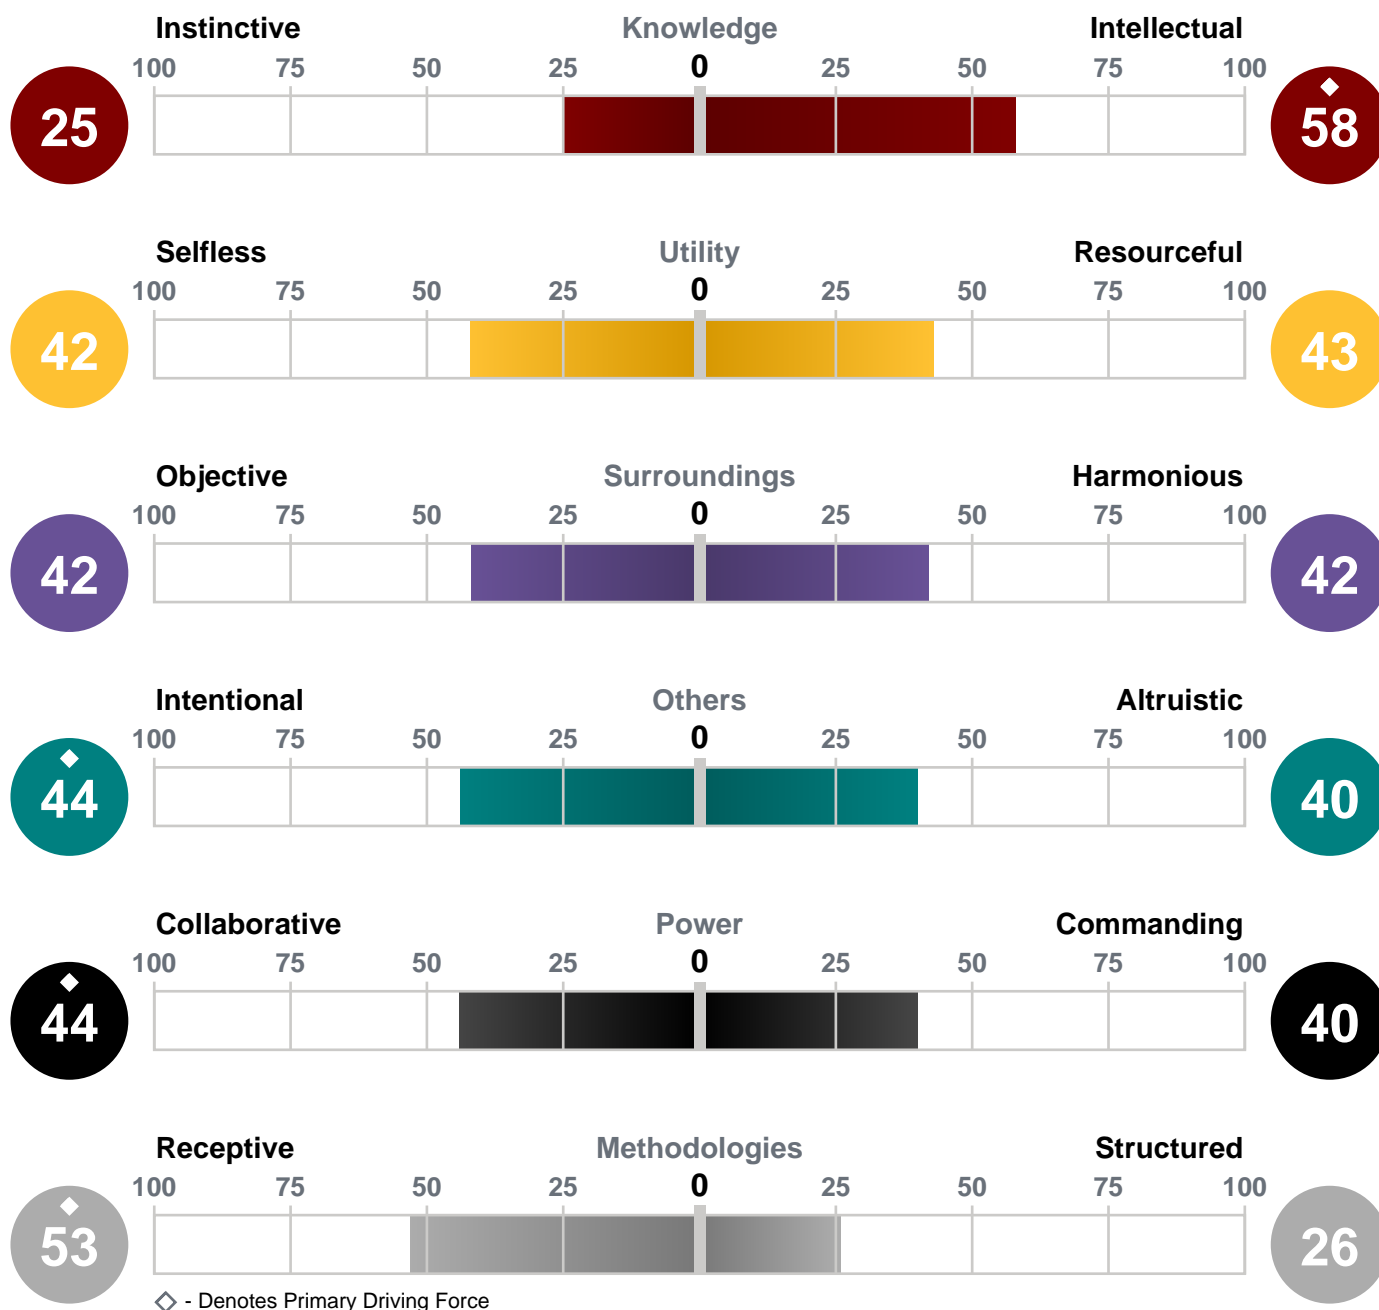 Instinctive Knowledge Intellectual
100 75 50 25 0 25 50 75 100
25 58
Selfless Utility Resourceful
100 75 50 25 0 25 50 75 100
42 43
Objective Surroundings Harmonious
100 75 50 25 0 25 50 75 100
42 42
Intentional Others Altruistic
100 75 50 25 0 25 50 75 100
44 40
Collaborative Power Commanding
100 75 50 25 0 25 50 75 100
44 40
Receptive Methodologies Structured
100 75 50 25 0 25 50 75 100
53 26
- Denotes Primary Driving Force